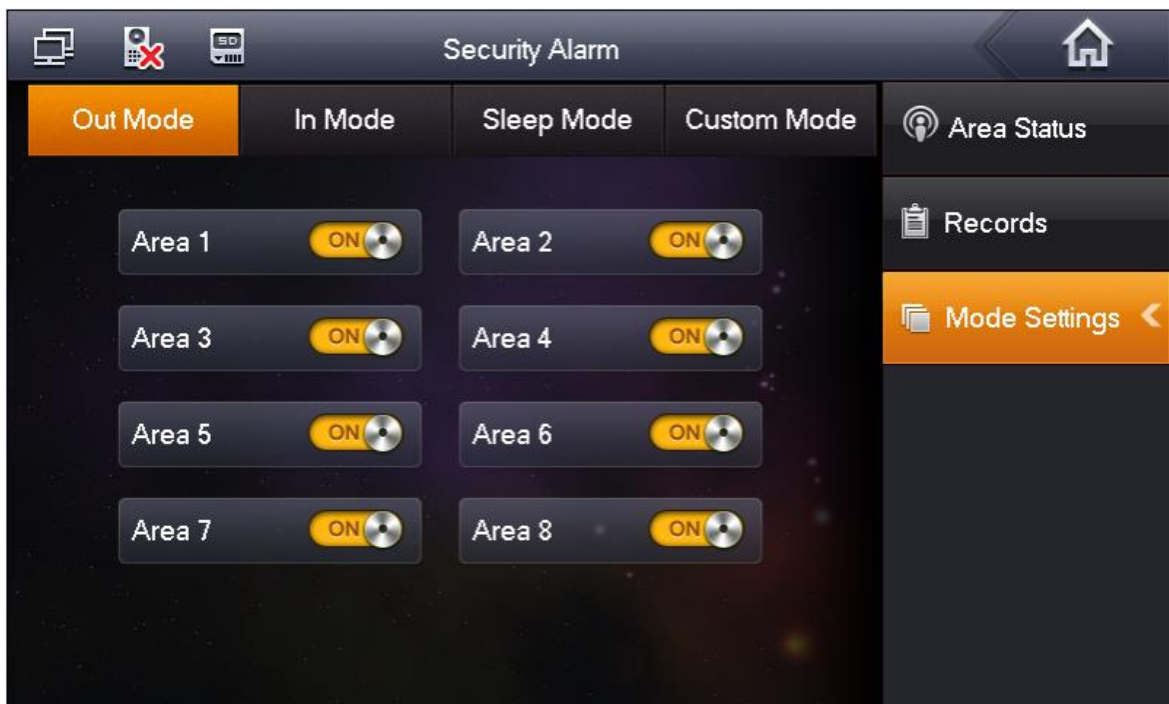 SD
Security Alarm
Out Mode In Mode Sleep Mode Custom Mode
Area Status
Records
Mode Settings
Area 1 ON Area 2 ON
Area 3 ON Area 4 ON
Area 5 ON Area 6 ON
Area 7 ON Area 8 ON